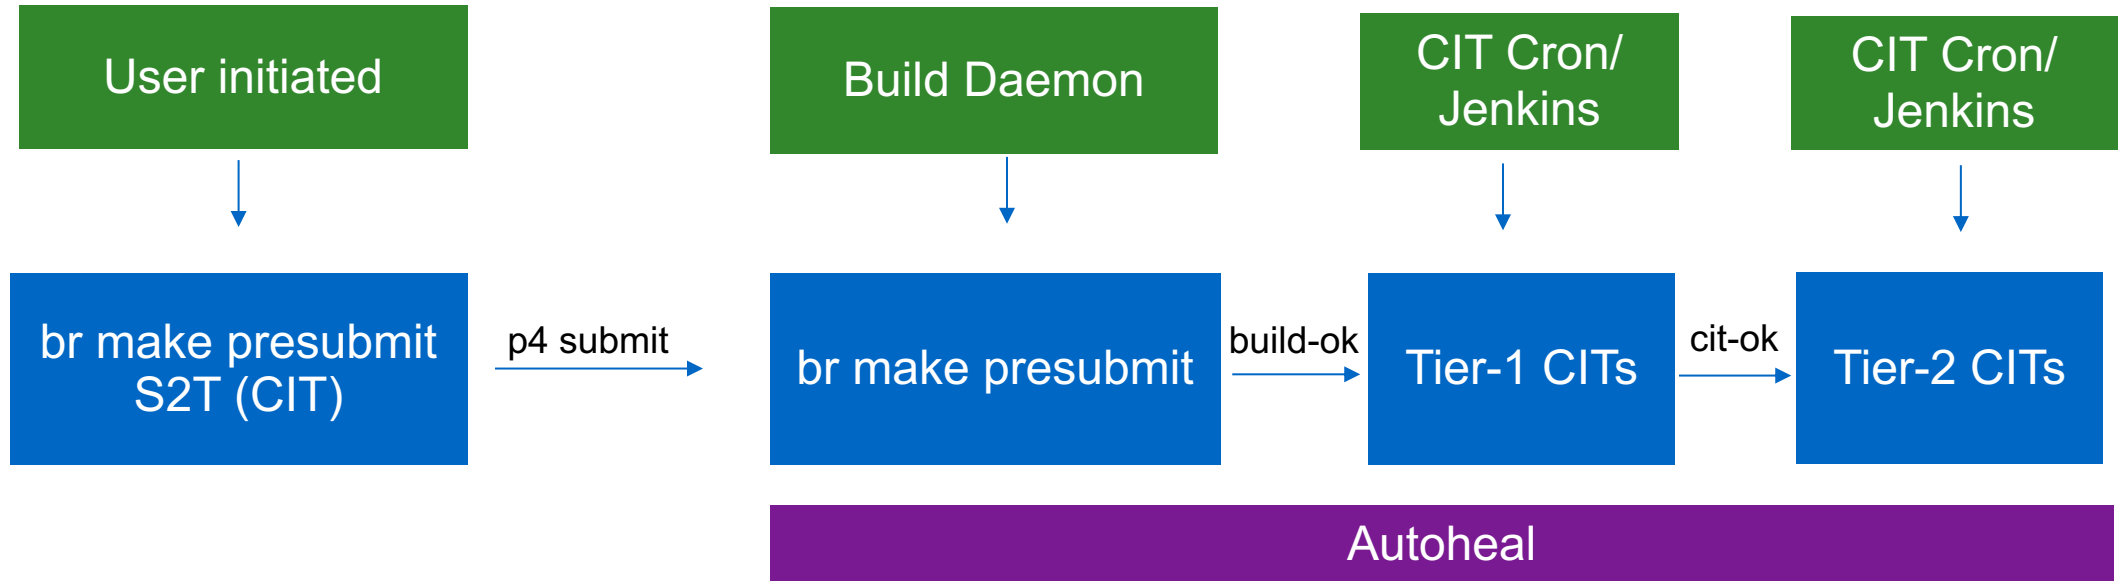 User initiated
Build Daemon
CIT Cron/
Jenkins
CIT Cron/
Jenkins
br make presubmit
S2T (CIT)
p4 submit
br make presubmit
build-ok
Tier-1 CITs
cit-ok
Tier-2 CITs
Autoheal